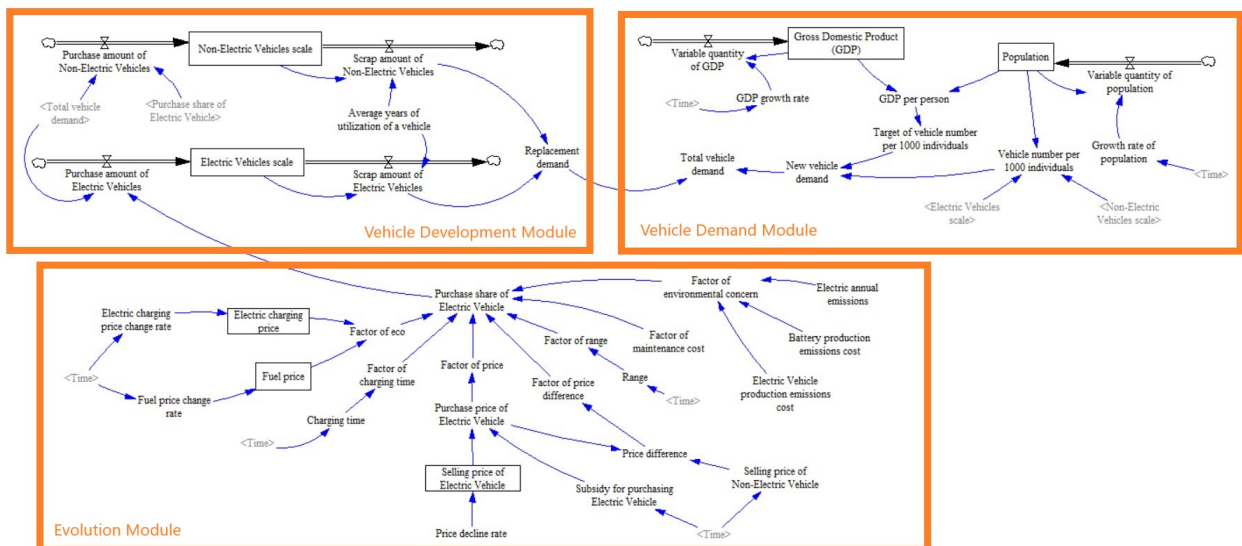 Purchase amount of
Non-Electric Vehicles
Non-Electric Vehicles scale
Scrap amount of
Non-Electric Vehicles
<Total vehicle
demand>
<Purchase share of
Electric Vehicle>
Average years of
utilization of a vehicle
Purchase amount of
Electric Vehicles
Electric Vehicles scale
Scrap amount of
Electric Vehicles
Replacement
demand
Vehicle Development Module
Variable quantity
of GDP
Gross Domestic Product
(GDP)
Population
Variable quantity of
population
<Time>
GDP growth rate
GDP per person
Target of vehicle number
per 1000 individuals
Growth rate of
population
Total vehicle
demand
New vehicle
demand
Vehicle number per
1000 individuals
<Time>
<Electric Vehicles
scale>
<Non-Electric
Vehicles scale>
Vehicle Demand Module
Purchase share of
Electric Vehicle
Factor of
environmental concern
Electric annual
emissions
Electric charging
price change rate
Electric charging
price
Factor of eco
Factor of range
Factor of
maintenance cost
Battery production
emissions cost
<Time>
Fuel price
Fuel price change
rate
Factor of
charging time
Factor of price
Factor of price
difference
Range
<Time>
Electric Vehicle
production emissions
cost
<Time>
Charging time
Purchase price of
Electric Vehicle
Price difference
Selling price of
Electric Vehicle
Subsidy for purchasing
Electric Vehicle
Selling price of
Non-Electric Vehicle
Price decline rate
<Time>
Evolution Module